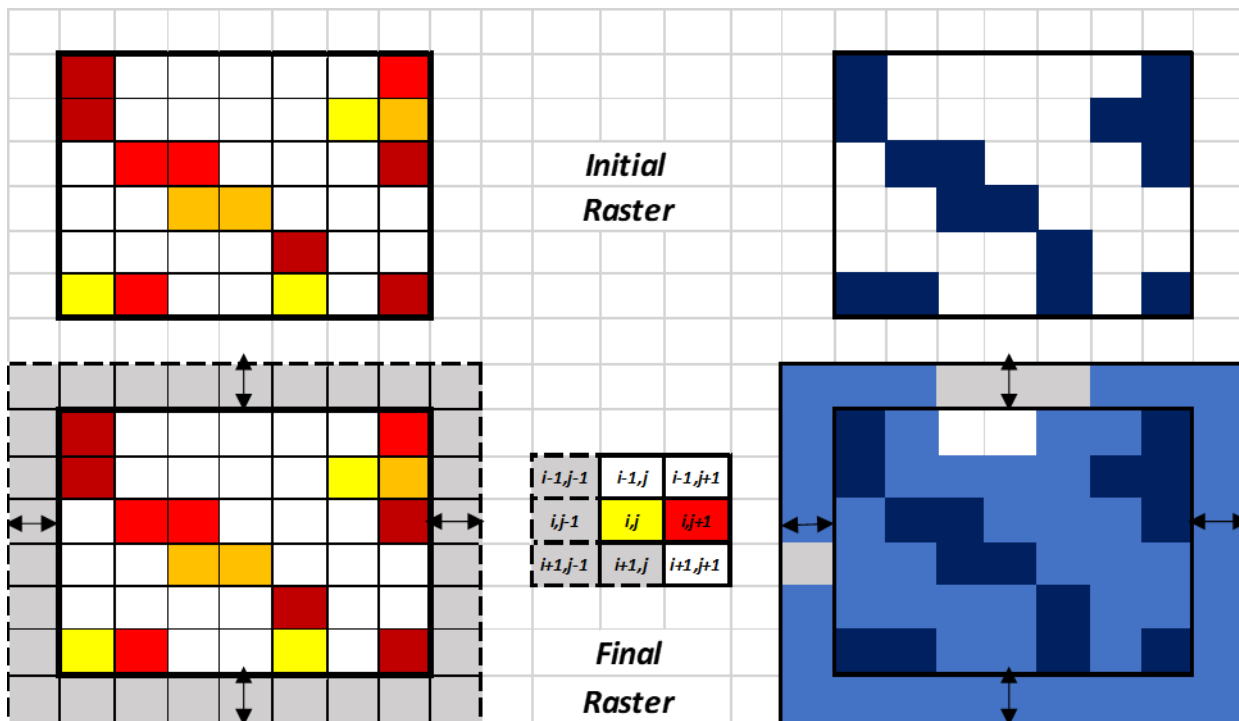 Initial
Raster
i-1,j-1 i-1,j i-1,j+1
i,j-1 i,j i,j+1
i+1,j-1 i+1,j i+1,j+1
Final
Raster